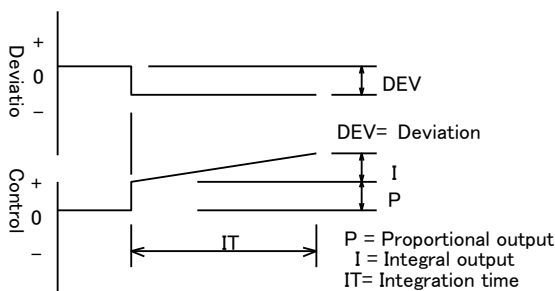 +
Deviatio
0
DEV
−
DEV= Deviation
I
Control
+
P
0
IT
−
P = Proportional output
I = Integral output
IT= Integration time